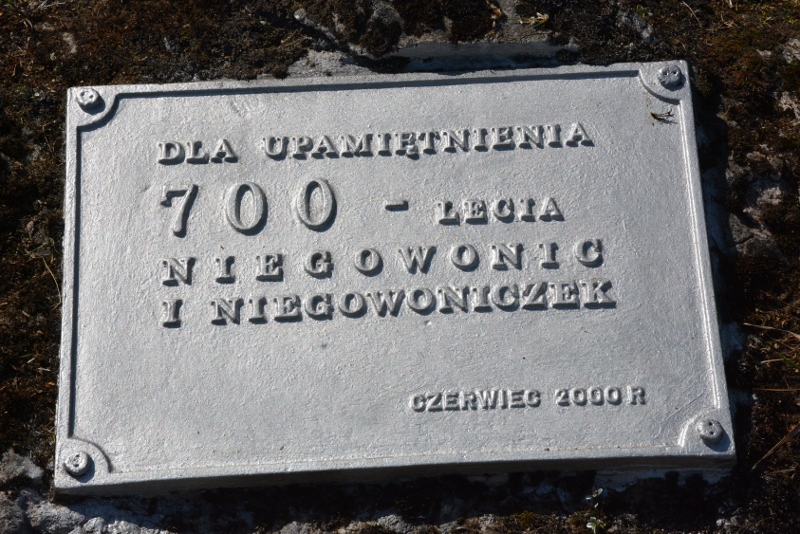 DLA UPAMIĘTNIENIA
700 - LECIA
NIEGOWONIC
I NIEGOWONICZEK
CZERWIEC 2000 R